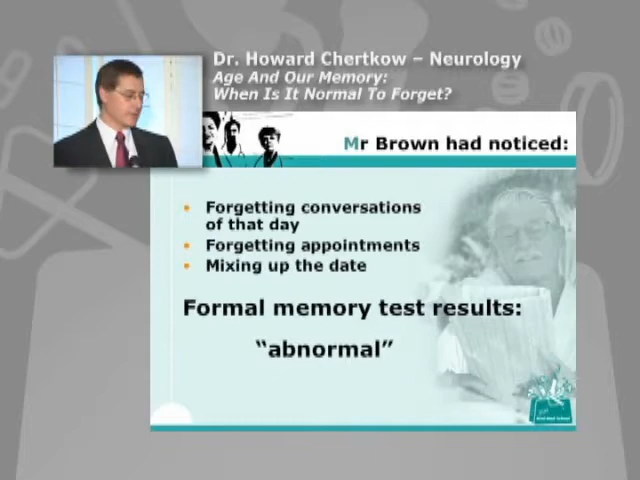 Dr. Howard Chertkow – Neurology
Age And Our Memory:
When Is It Normal To Forget?
Mr Brown had noticed:
• Forgetting conversations
of that day
• Forgetting appointments
• Mixing up the date
Formal memory test results:
“abnormal”